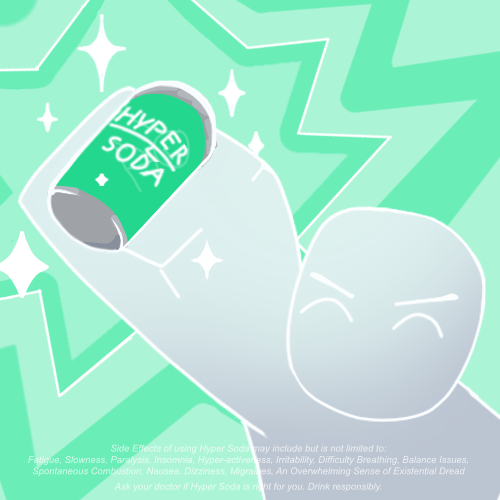 HYPER
SODA
Side Effects of using Hyper Soda may include but is not limited to:
Fatigue, Slowness, Paralysis, Insomnia, Hyper-activeness, Irritability, Difficulty Breathing, Balance Issues,
Spontaneous Combustion, Nausea, Dizziness, Migraines, An Overwhelming Sense of Existential Dread
Ask your doctor if Hyper Soda is right for you. Drink responsibly.